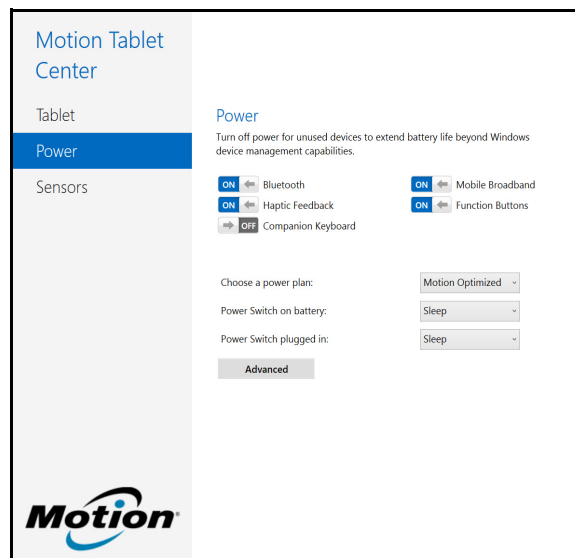 Motion Tablet
Center
Tablet
Power
Sensors
Power
Turn off power for unused devices to extend battery life beyond Windows
device management capabilities.
ON Bluetooth
ON Mobile Broadband
ON Haptic Feedback
ON Function Buttons
OFF Companion Keyboard
Choose a power plan: Motion Optimized
Power Switch on battery: Sleep
Power Switch plugged in: Sleep
Advanced
Motion